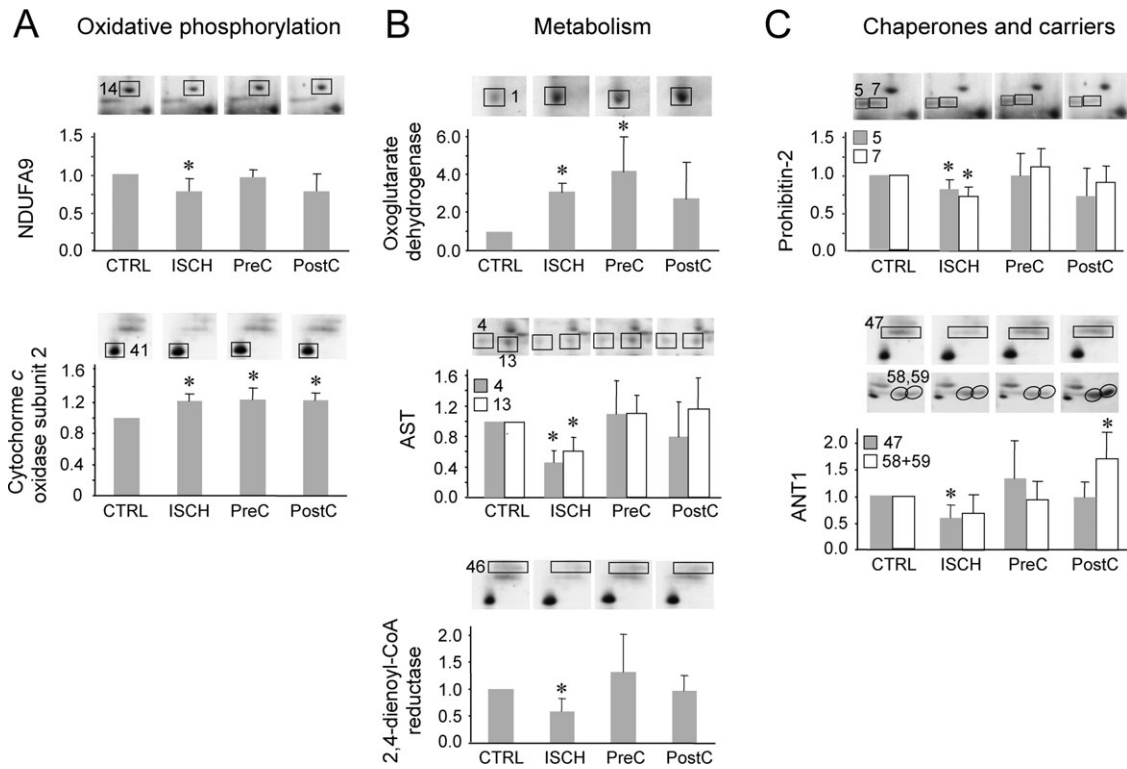 A Oxidative phosphorylation
14
1.5
1.0
0.5
0.0
NDUFA9
*
CTRL ISCH PreC PostC
41
1.6
1.2
0.8
0.4
0
Cytochorme c
oxidase subunit 2
* * *
CTRL ISCH PreC PostC
B Metabolism
1
6.0
4.0
2.0
0.0
Oxoglutarate
dehydrogenase
* *
CTRL ISCH PreC PostC
4
13
1.6
1.2
0.8
0.4
0.0
AST
4
13
* *
CTRL ISCH PreC PostC
46
2.0
1.5
1.0
0.5
0.0
2,4-dienoyl-CoA
reductase
*
CTRL ISCH PreC PostC
C Chaperones and carriers
5 7
2.0
1.5
1.0
0.5
0.0
Prohibitin-2
5
7
* *
CTRL ISCH PreC PostC
47
58,59
2.5
2.0
1.5
1.0
0.5
0.0
ANT1
47
58+59
* *
CTRL ISCH PreC PostC